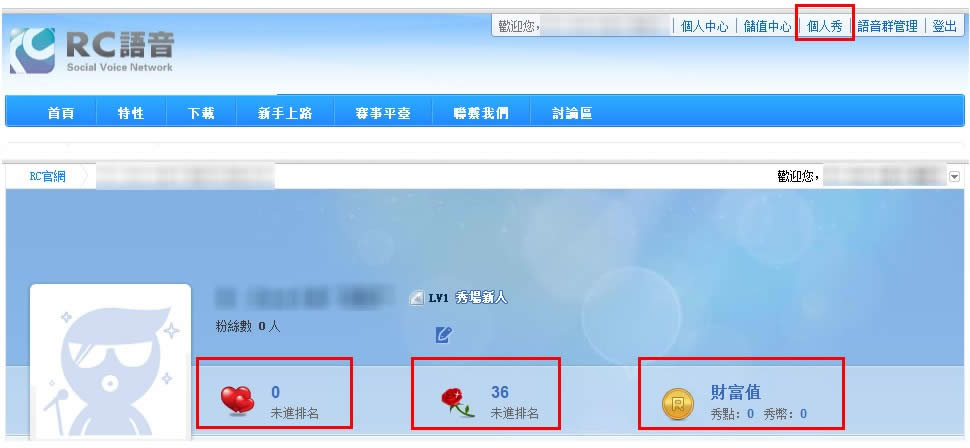 歡迎您, 個人中心 儲值中心 個人秀 語音群管理 登出
RC語音
Social Voice Network
首頁 特性 下載 新手上路 賽事平臺 聯繫我們 討論區
RC官網
歡迎您,
LV1 秀場新人
粉絲數 0 人
0
未進排名
36
未進排名
財富值
秀點: 0 秀幣: 0